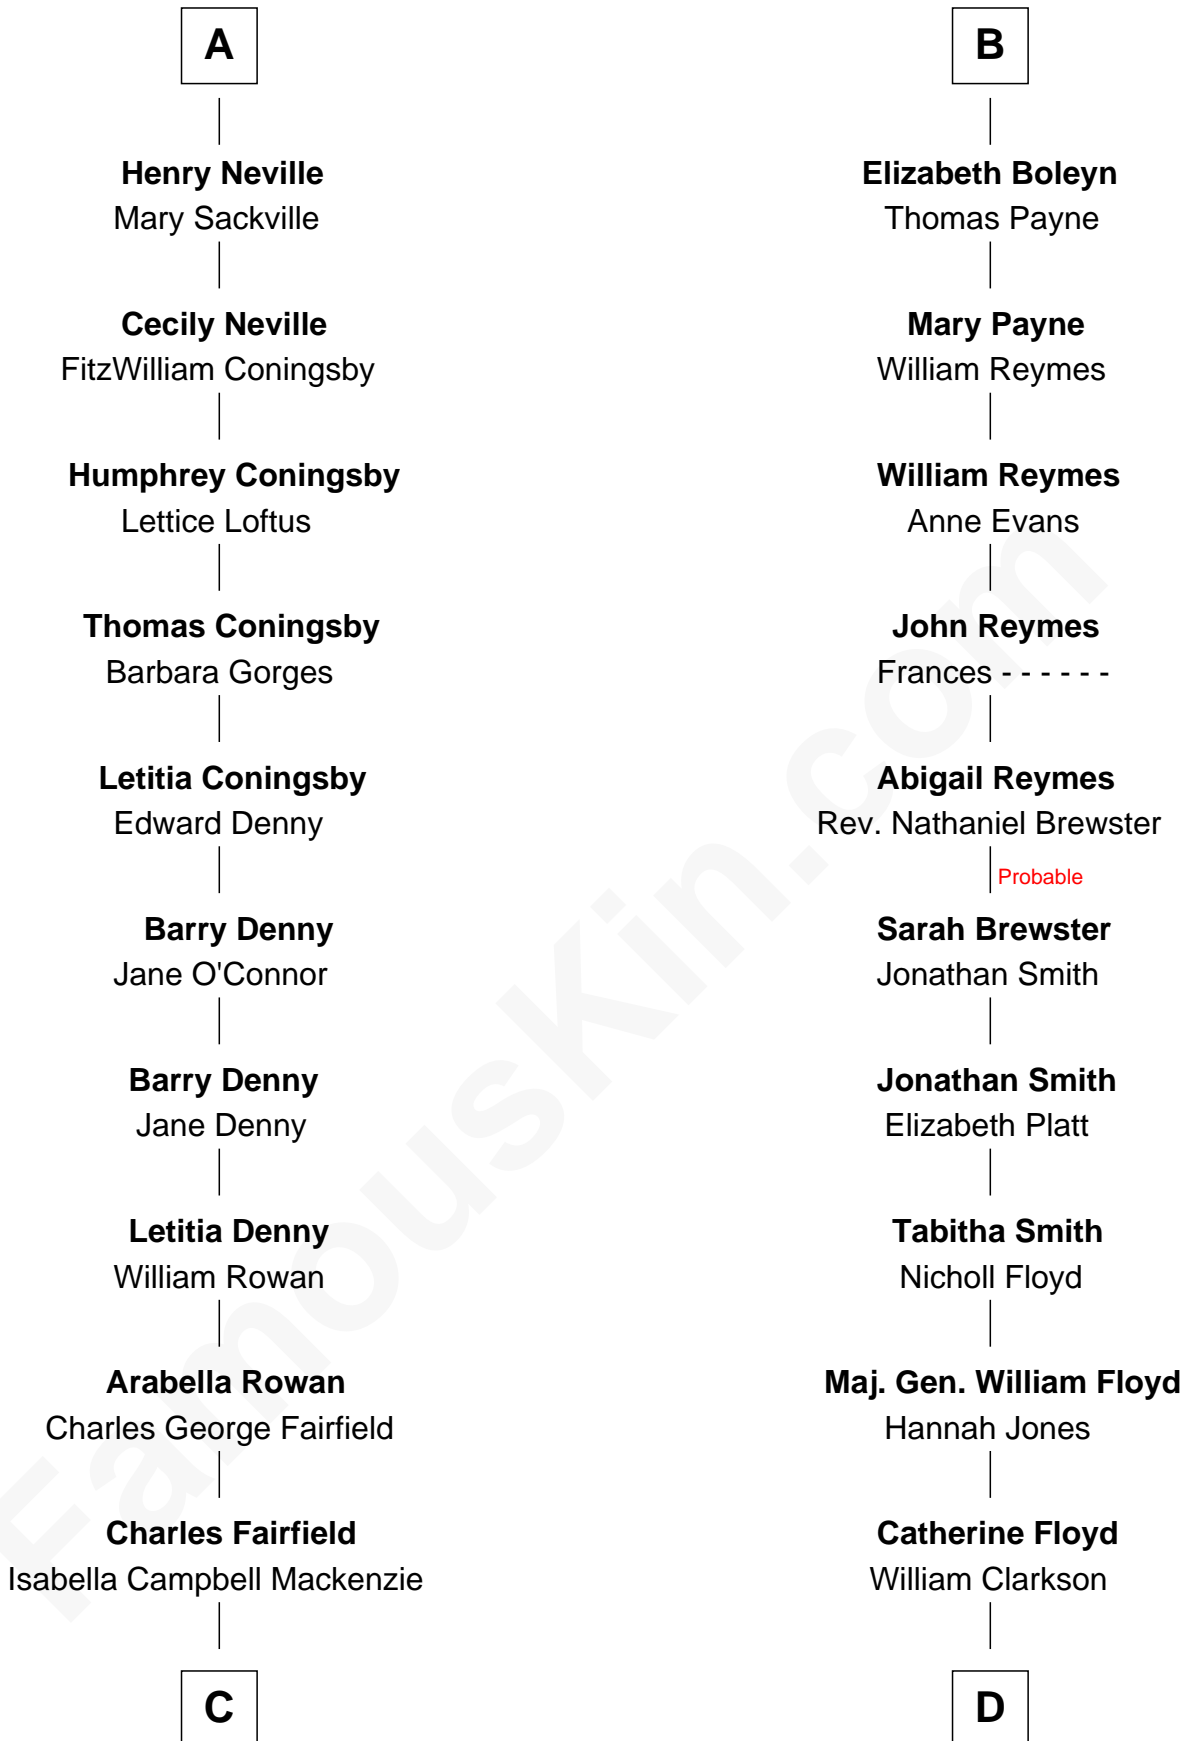 A
Henry Neville
Mary Sackville
Cecily Neville
FitzWilliam Coningsby
Humphrey Coningsby
Lettice Loftus
Thomas Coningsby
Barbara Gorges
Letitia Coningsby
Edward Denny
Barry Denny
Jane O'Connor
Barry Denny
Jane Denny
Letitia Denny
William Rowan
Arabella Rowan
Charles George Fairfield
Charles Fairfield
Isabella Campbell Mackenzie
C
B
Elizabeth Boleyn
Thomas Payne
Mary Payne
William Reymes
William Reymes
Anne Evans
John Reymes
Frances - - - - - -
Abigail Reymes
Rev. Nathaniel Brewster
Probable
Sarah Brewster
Jonathan Smith
Jonathan Smith
Elizabeth Platt
Tabitha Smith
Nicholl Floyd
Maj. Gen. William Floyd
Hannah Jones
Catherine Floyd
William Clarkson
D
FamousKin.com